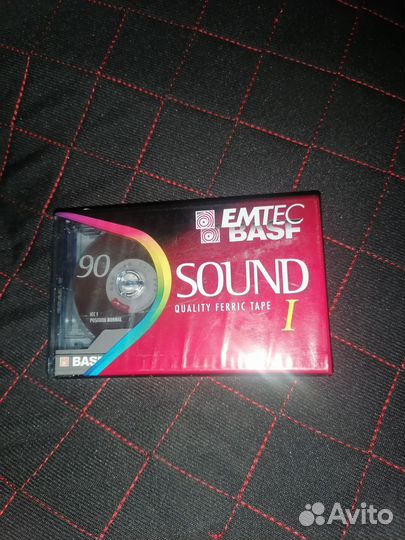 EMTEC
BASF
90
SOUND
QUALITY FERRIC TAPE
I
IEC I
POSITION NORMAL
BASF
Avito